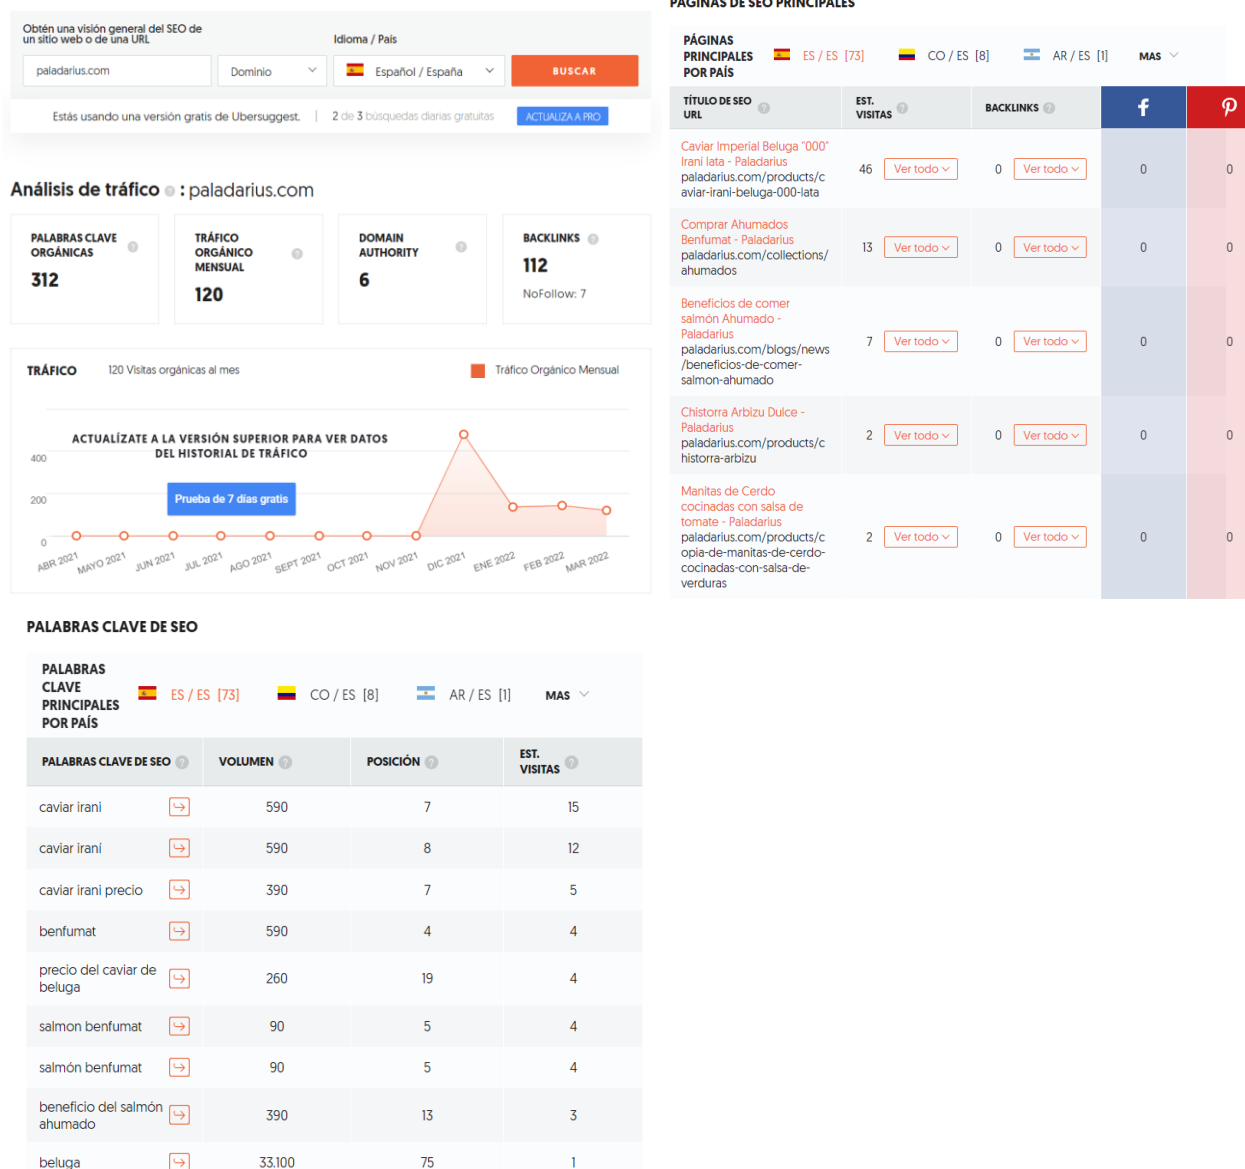 Obtén una visión general del SEO de
un sitio web o de una URL
Idioma / País
paladarius.com
Dominio
Español / España
BUSCAR
Estás usando una versión gratis de Ubersuggest. | 2 de 3 búsquedas diarias gratuitas
ACTUALIZA A PRO
Análisis de tráfico : paladarius.com
PALABRAS CLAVE
ORGÁNICAS
312
TRÁFICO
ORGÁNICO
MENSUAL
120
DOMAIN
AUTHORITY
6
BACKLINKS
112
NoFollow: 7
TRÁFICO
120 Visitas orgánicas al mes
Tráfico Orgánico Mensual
ACTUALÍZATE A LA VERSIÓN SUPERIOR PARA VER DATOS
DEL HISTORIAL DE TRÁFICO
Prueba de 7 días gratis
400
200
0
ABR 2021
MAYO 2021
JUN 2021
JUL 2021
AGO 2021
SEPT 2021
OCT 2021
NOV 2021
DIC 2021
ENE 2022
FEB 2022
MAR 2022
PÁGINAS DE SEO PRINCIPALES
PÁGINAS
PRINCIPALES
POR PAÍS
ES / ES [73]
CO / ES [8]
AR / ES [1]
MAS
TÍTULO DE SEO
URL
EST.
VISITAS
BACKLINKS
Caviar Imperial Beluga "000"
Iraní lata - Paladarius
paladarius.com/products/c
aviar-irani-beluga-000-lata
46 Ver todo 0 Ver todo 0 0
Comprar Ahumados
Benfumat - Paladarius
paladarius.com/collections/
ahumados
13 Ver todo 0 Ver todo 0 0
Beneficios de comer
salmón Ahumado -
Paladarius
paladarius.com/blogs/news
/beneficios-de-comer-
salmon-ahumado
7 Ver todo 0 Ver todo 0 0
Chistorra Arbizu Dulce -
Paladarius
paladarius.com/products/c
historra-arbizu
2 Ver todo 0 Ver todo 0 0
Manitas de Cerdo
cocinadas con salsa de
tomate - Paladarius
paladarius.com/products/c
opia-de-manitas-de-cerdo-
cocinadas-con-salsa-de-
verduras
2 Ver todo 0 Ver todo 0 0
PALABRAS CLAVE DE SEO
PALABRAS
CLAVE
PRINCIPALES
POR PAÍS
ES / ES [73]
CO / ES [8]
AR / ES [1]
MAS
PALABRAS CLAVE DE SEO
VOLUMEN
POSICIÓN
EST.
VISITAS
caviar irani 590 7 15
caviar iraní 590 8 12
caviar irani precio 390 7 5
benfumat 590 4 4
precio del caviar de
beluga
260 19 4
salmon benfumat 90 5 4
salmón benfumat 90 5 4
beneficio del salmón
ahumado
390 13 3
beluga 33.100 75 1